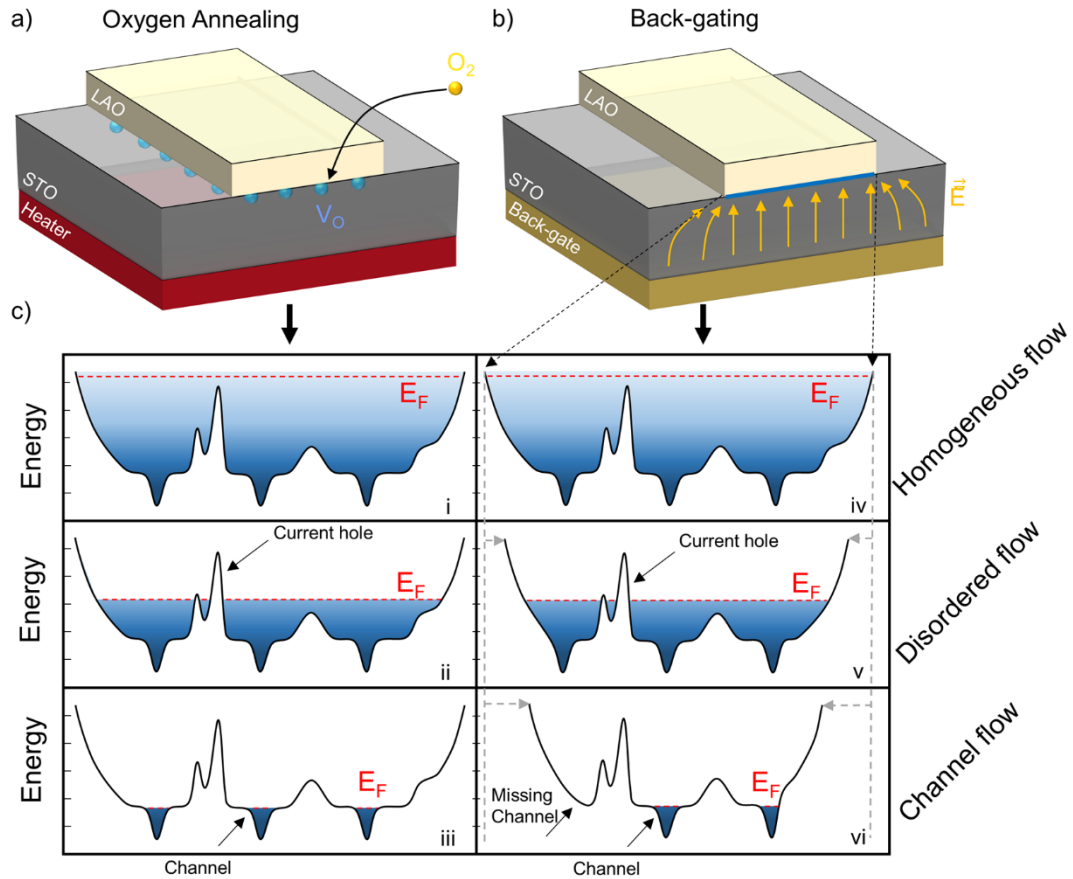 a) Oxygen Annealing
b) Back-gating
O2
LAO
STO
Heater
VO
LAO
STO
Back-gate
E
c)
Energy
EF
i
EF
iv
Homogeneous flow
Energy
Current hole
EF
ii
Current hole
EF
v
Disordered flow
Energy
EF
iii
Channel
Missing
Channel
EF
vi
Channel
Channel flow